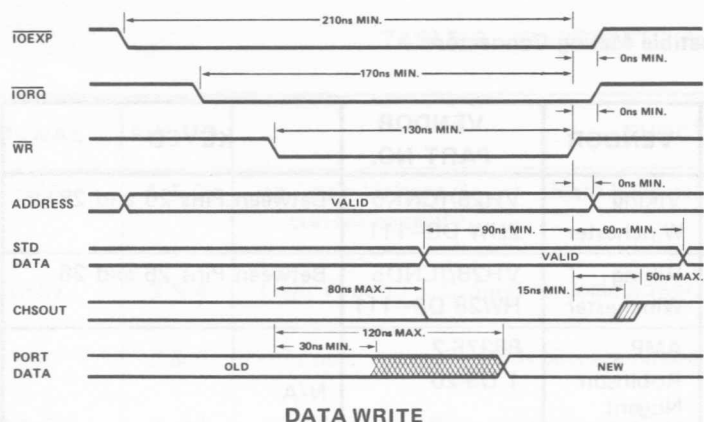 210ns MIN.
IOEXP
0ns MIN.
170ns MIN.
IORQ
0ns MIN.
130ns MIN.
WR
0ns MIN.
ADDRESS VALID
90ns MIN. 60ns MIN.
STD DATA VALID
50ns MAX.
80ns MAX. 15ns MIN.
CHSOUT
120ns MAX.
30ns MIN.
PORT DATA OLD NEW
DATA WRITE